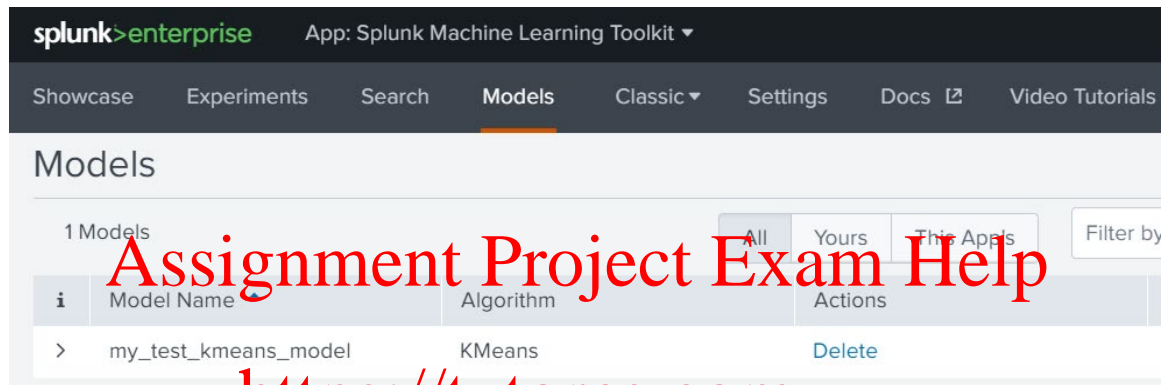 splunk>enterprise App: Splunk Machine Learning Toolkit
Showcase Experiments Search Models Classic Settings Docs Video Tutorials
Models
1 Models All Yours This App's Filter by
Assignment Project Exam Help
i Model Name Algorithm Actions
> my_test_kmeans_model KMeans Delete